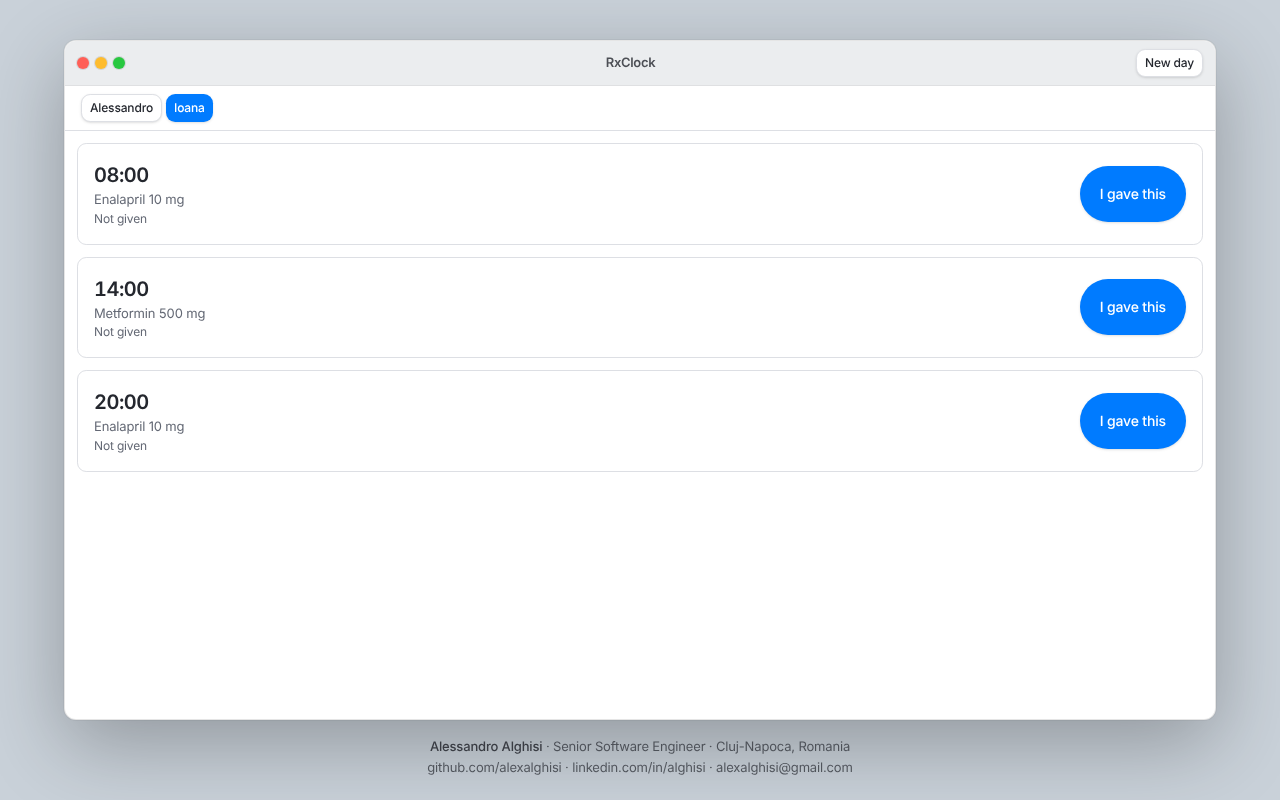 RxClock
New day
Alessandro
Ioana
08:00
Enalapril 10 mg
Not given
I gave this
14:00
Metformin 500 mg
Not given
I gave this
20:00
Enalapril 10 mg
Not given
I gave this
Alessandro Alghisi · Senior Software Engineer · Cluj-Napoca, Romania
github.com/alexalghisi · linkedin.com/in/alghisi · alexalghisi@gmail.com